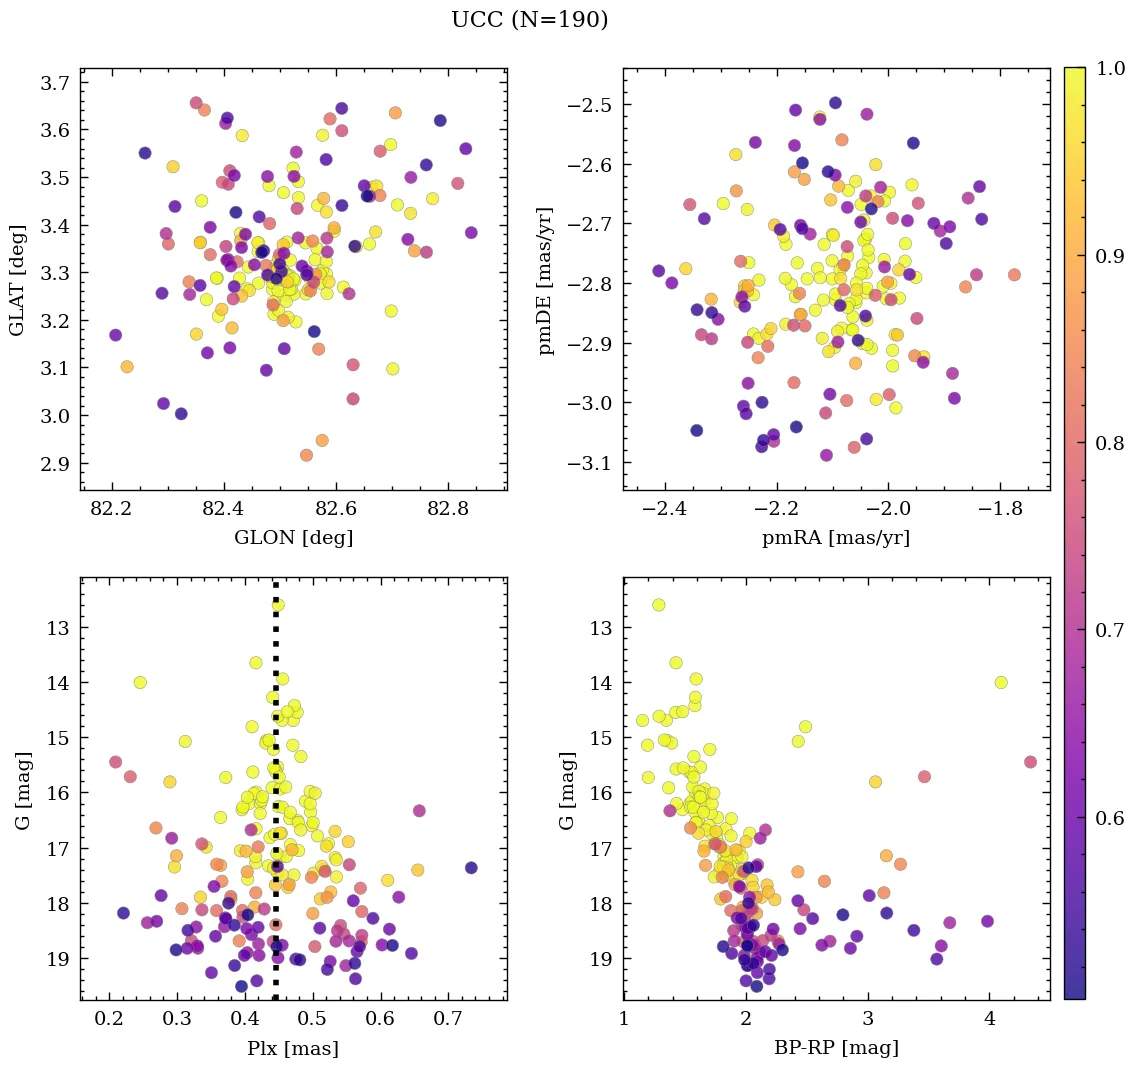 UCC (N=190)
3.7
3.6
3.5
3.4
3.3
3.2
3.1
3.0
2.9
GLAT [deg]
82.2 82.4 82.6 82.8
GLON [deg]
−2.5
−2.6
−2.7
−2.8
−2.9
−3.0
−3.1
pmDE [mas/yr]
−2.4 −2.2 −2.0 −1.8
pmRA [mas/yr]
1.0
0.9
0.8
0.7
0.6
13
14
15
16
17
18
19
G [mag]
0.2 0.3 0.4 0.5 0.6 0.7
Plx [mas]
13
14
15
16
17
18
19
G [mag]
1 2 3 4
BP-RP [mag]